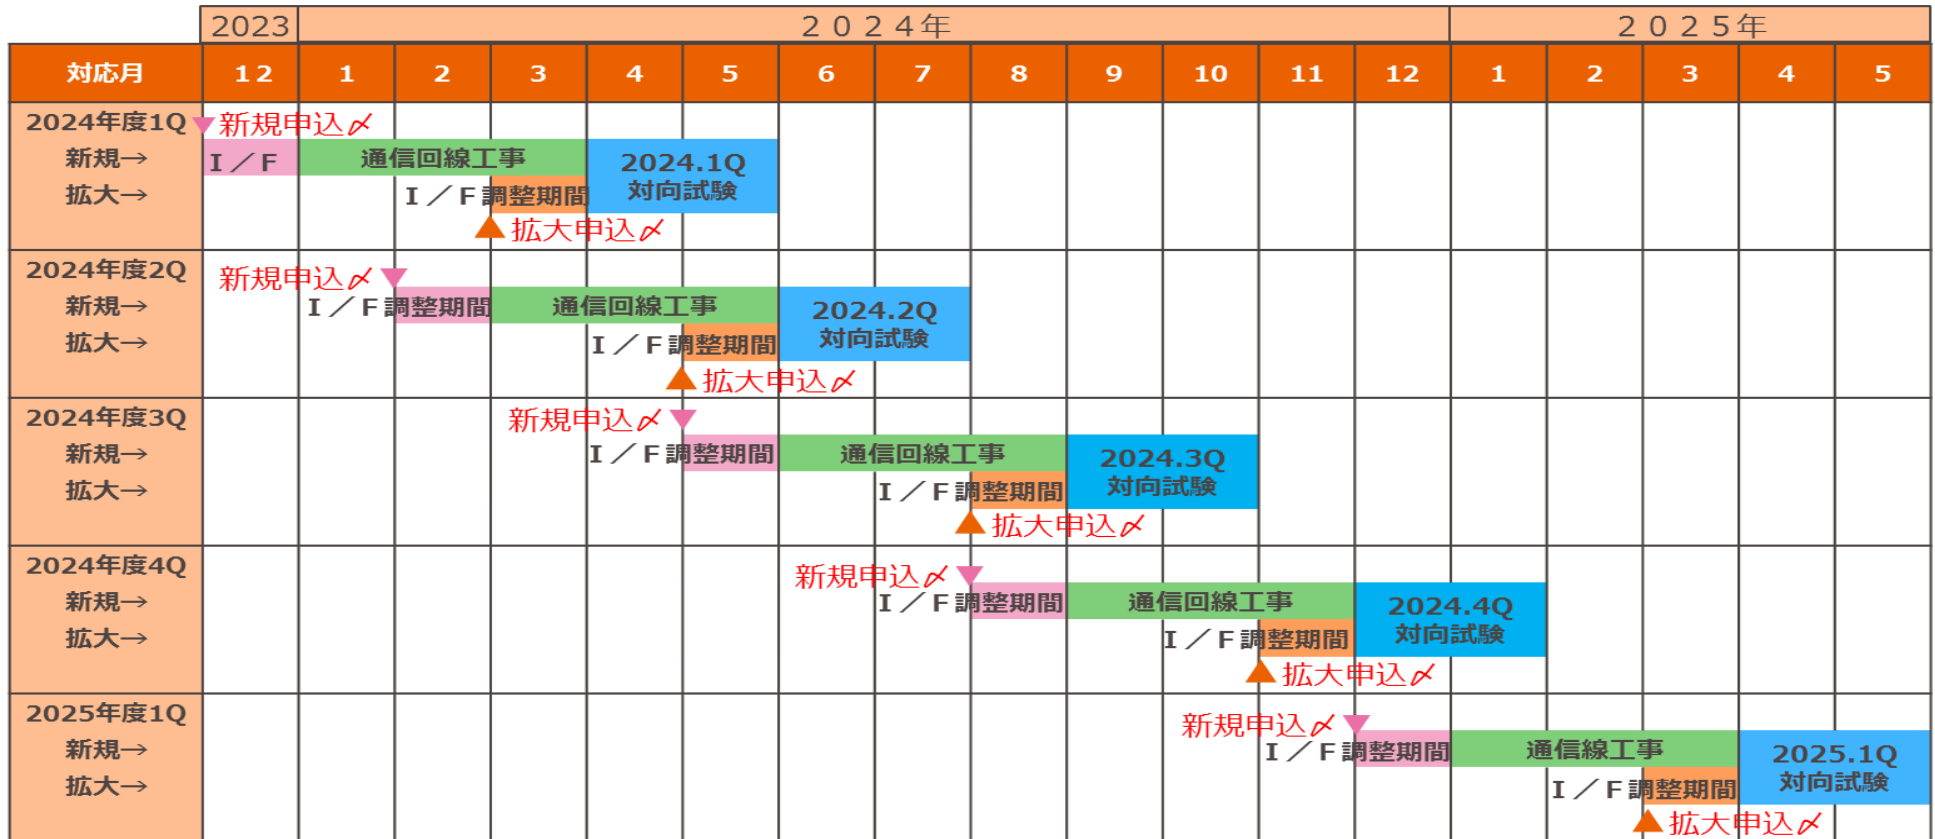 2023 ２０２４年 ２０２５年
対応月 12 1 2 3 4 5 6 7 8 9 10 11 12 1 2 3 4 5
2024年度1Q 新規申込〆
新規→ Ｉ／Ｆ 通信回線工事 2024.1Q
拡大→ Ｉ／Ｆ調整期間 対向試験
拡大申込〆
2024年度2Q 新規申込〆
新規→ Ｉ／Ｆ調整期間 通信回線工事 2024.2Q
拡大→ Ｉ／Ｆ調整期間 対向試験
拡大申込〆
2024年度3Q 新規申込〆
新規→ Ｉ／Ｆ調整期間 通信回線工事 2024.3Q
拡大→ Ｉ／Ｆ調整期間 対向試験
拡大申込〆
2024年度4Q 新規申込〆
新規→ Ｉ／Ｆ調整期間 通信回線工事 2024.4Q
拡大→ Ｉ／Ｆ調整期間 対向試験
拡大申込〆
2025年度1Q 新規申込〆
新規→ Ｉ／Ｆ調整期間 通信線工事 2025.1Q
拡大→ Ｉ／Ｆ調整期間 対向試験
拡大申込〆